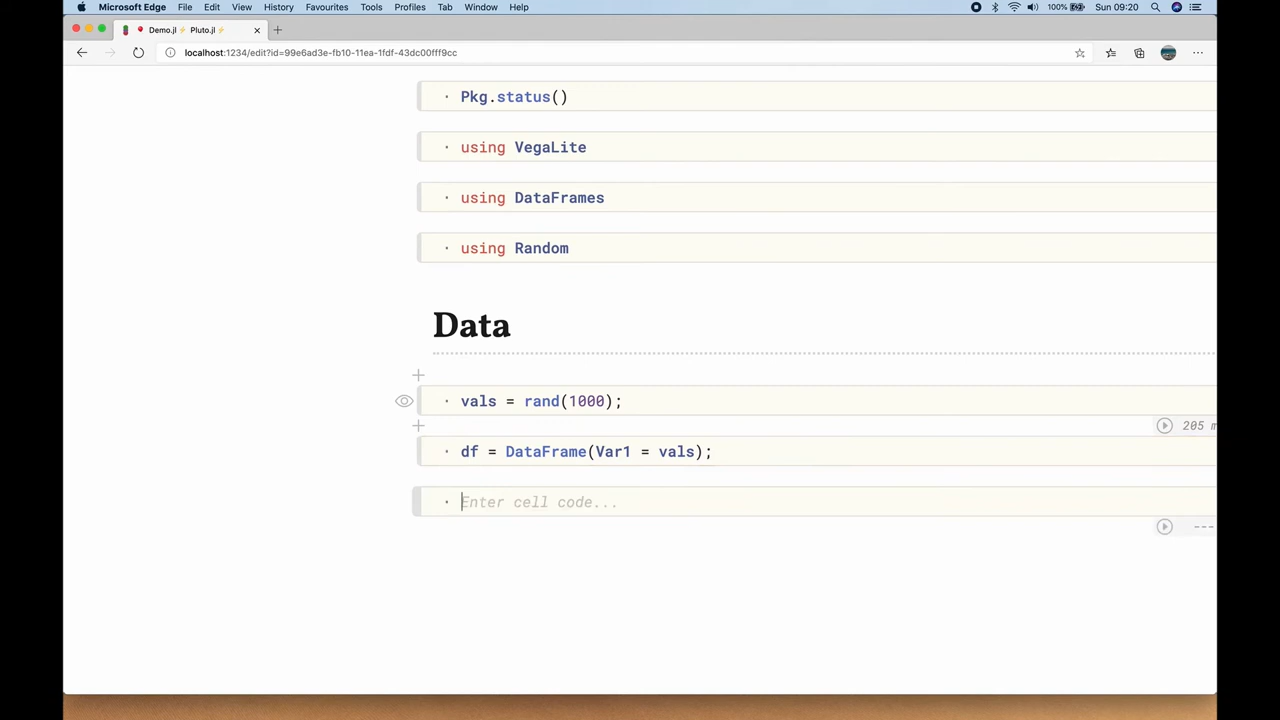 Microsoft Edge File Edit View History Favourites Tools Profiles Tab Window Help 100% Sun 09:20
Demo.jl ⚡ Pluto.jl ⚡
localhost:1234/edit?id=99e6ad3e-fb10-11ea-1fdf-43dc00fff9cc
Pkg.status()
using VegaLite
using DataFrames
using Random
Data
vals = rand(1000);
205 m
df = DataFrame(Var1 = vals);
Enter cell code...
---